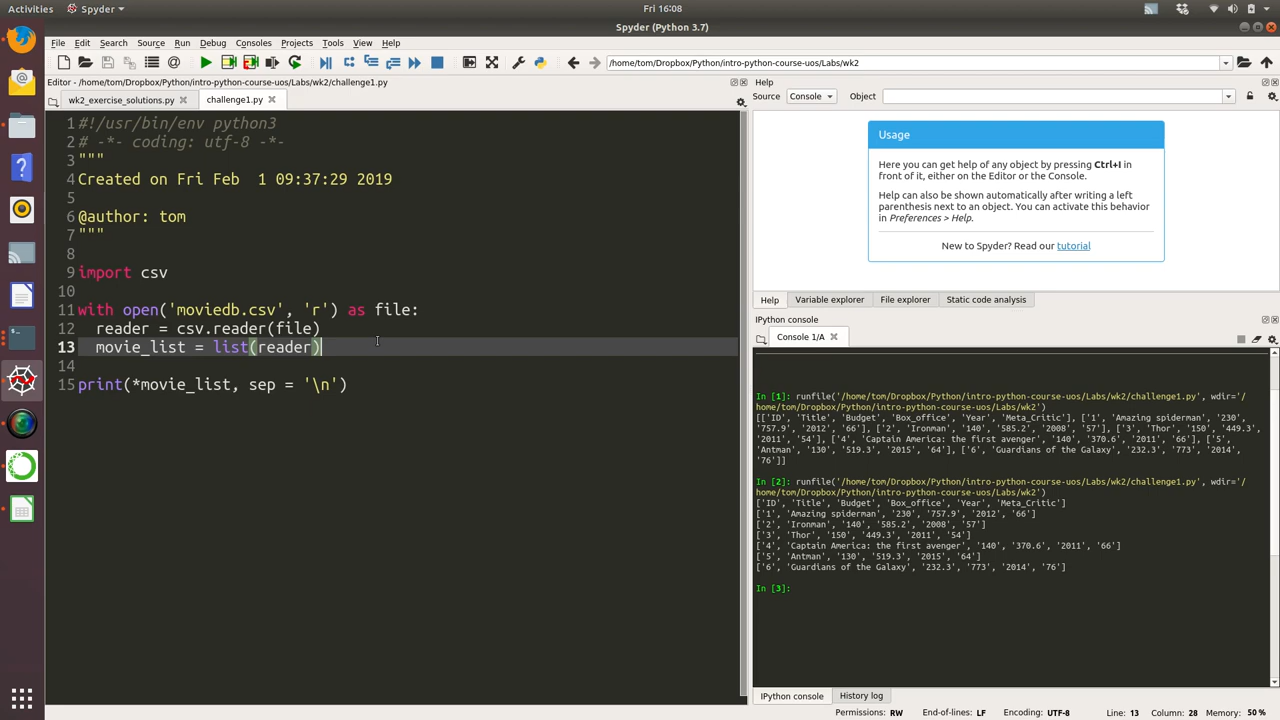 Activities Spyder Fri 16:08
Spyder (Python 3.7)
File Edit Search Source Run Debug Consoles Projects Tools View Help
/home/tom/Dropbox/Python/intro-python-course-uos/Labs/wk2
Editor - /home/tom/Dropbox/Python/intro-python-course-uos/Labs/wk2/challenge1.py
wk2_exercise_solutions.py challenge1.py
1 #!/usr/bin/env python3
2 # -*- coding: utf-8 -*-
3 """
4 Created on Fri Feb  1 09:37:29 2019
5
6 @author: tom
7 """
8
9 import csv
10
11 with open('moviedb.csv', 'r') as file:
12   reader = csv.reader(file)
13   movie_list = list(reader)
14
15 print(*movie_list, sep = '\n')
Help
Source Console Object
Usage
Here you can get help of any object by pressing Ctrl+I in
front of it, either on the Editor or the Console.
Help can also be shown automatically after writing a left
parenthesis next to an object. You can activate this behavior
in Preferences > Help.
New to Spyder? Read our tutorial
Help Variable explorer File explorer Static code analysis
IPython console
Console 1/A
In [1]: runfile('/home/tom/Dropbox/Python/intro-python-course-uos/Labs/wk2/challenge1.py', wdir='/
home/tom/Dropbox/Python/intro-python-course-uos/Labs/wk2')
[['ID', 'Title', 'Budget', 'Box_office', 'Year', 'Meta_Critic'], ['1', 'Amazing spiderman', '230',
'757.9', '2012', '66'], ['2', 'Ironman', '140', '585.2', '2008', '57'], ['3', 'Thor', '150', '449.3',
'2011', '54'], ['4', 'Captain America: the first avenger', '140', '370.6', '2011', '66'], ['5',
'Antman', '130', '519.3', '2015', '64'], ['6', 'Guardians of the Galaxy', '232.3', '773', '2014',
'76']]
In [2]: runfile('/home/tom/Dropbox/Python/intro-python-course-uos/Labs/wk2/challenge1.py', wdir='/
home/tom/Dropbox/Python/intro-python-course-uos/Labs/wk2')
['ID', 'Title', 'Budget', 'Box_office', 'Year', 'Meta_Critic']
['1', 'Amazing spiderman', '230', '757.9', '2012', '66']
['2', 'Ironman', '140', '585.2', '2008', '57']
['3', 'Thor', '150', '449.3', '2011', '54']
['4', 'Captain America: the first avenger', '140', '370.6', '2011', '66']
['5', 'Antman', '130', '519.3', '2015', '64']
['6', 'Guardians of the Galaxy', '232.3', '773', '2014', '76']
In [3]:
IPython console History log
Permissions: RW End-of-lines: LF Encoding: UTF-8 Line: 13 Column: 28 Memory: 50 %